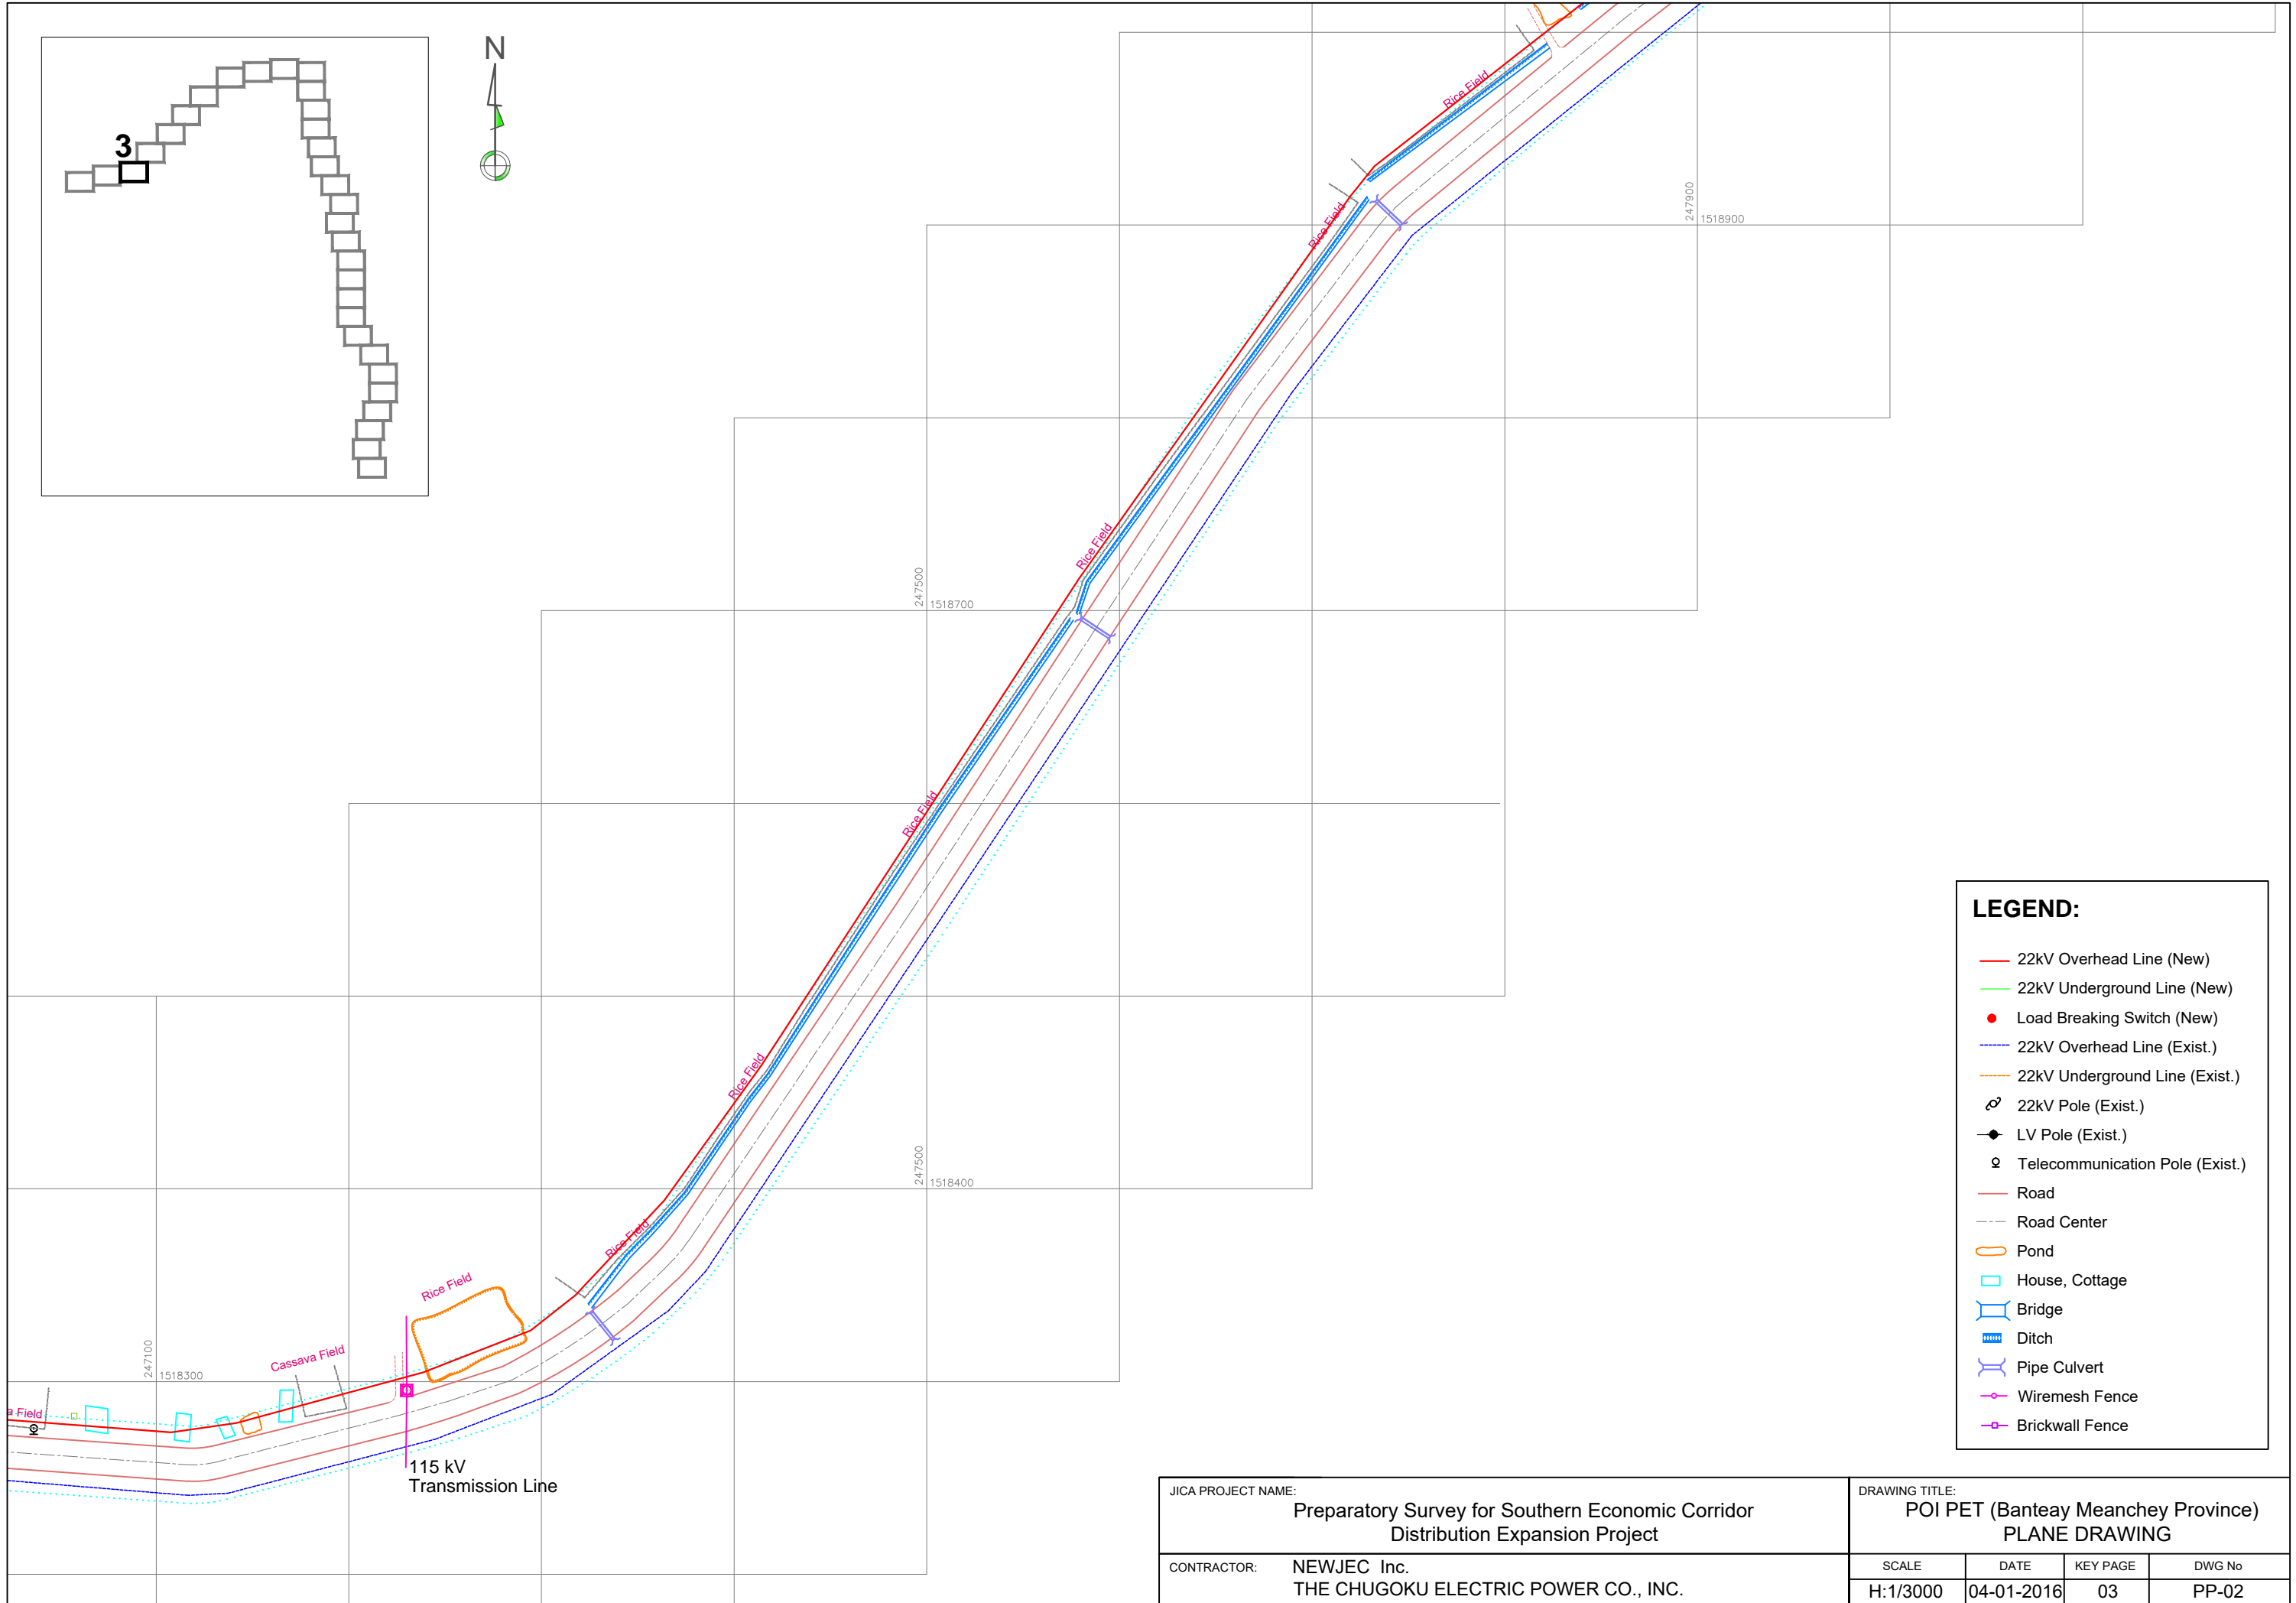 N
3
Rice Field
247900
1518900
Rice Field
Rice Field
247500
1518700
Rice Field
Rice Field
247500
1518400
Rice Field
Rice Field
Cassava Field
247100
1518300
a Field
115 kV
Transmission Line
LEGEND:
22kV Overhead Line (New)
22kV Underground Line (New)
Load Breaking Switch (New)
22kV Overhead Line (Exist.)
22kV Underground Line (Exist.)
22kV Pole (Exist.)
LV Pole (Exist.)
Telecommunication Pole (Exist.)
Road
Road Center
Pond
House, Cottage
Bridge
Ditch
Pipe Culvert
Wiremesh Fence
Brickwall Fence
JICA PROJECT NAME:
Preparatory Survey for Southern Economic Corridor
Distribution Expansion Project
DRAWING TITLE:
POI PET (Banteay Meanchey Province)
PLANE DRAWING
CONTRACTOR: NEWJEC Inc.
THE CHUGOKU ELECTRIC POWER CO., INC.
SCALE DATE KEY PAGE DWG No
H:1/3000 04-01-2016 03 PP-02